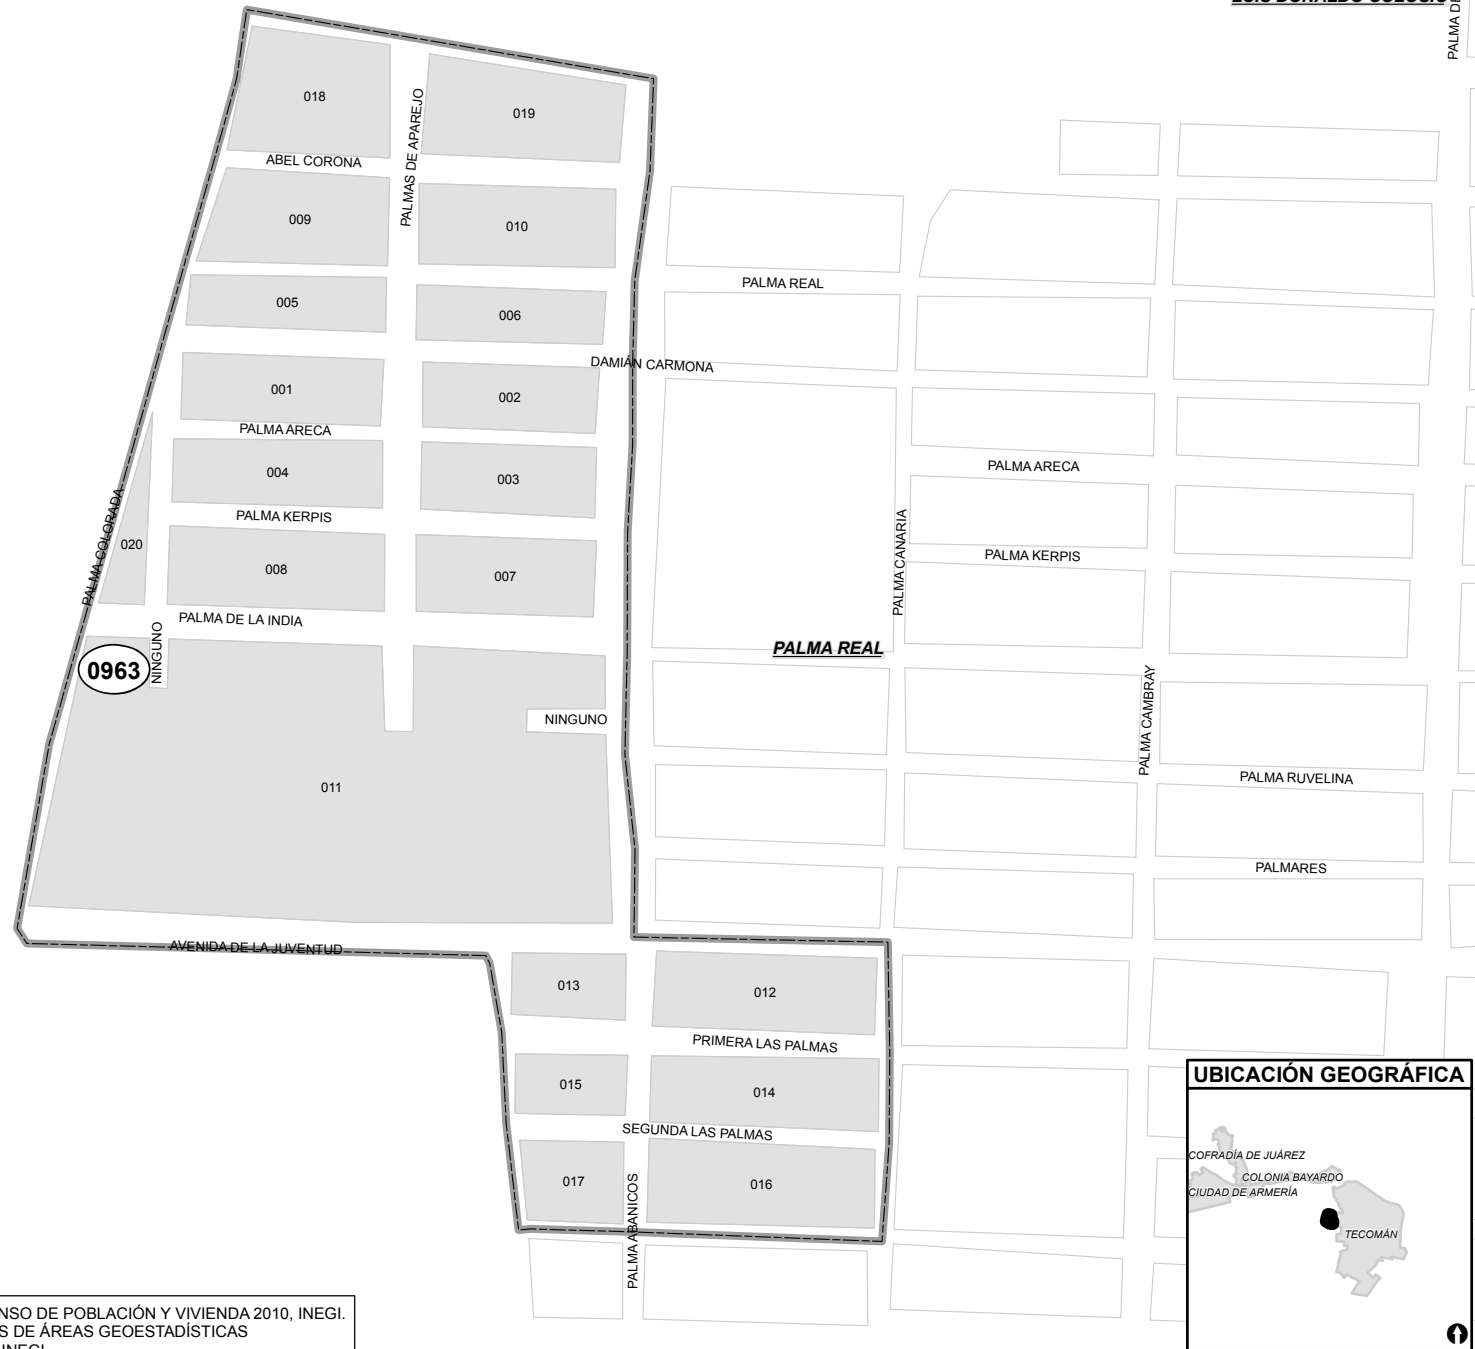 PALMA
018
019
PALMAS DE APAREJO
ABEL CORONA
009
010
005
006
PALMA REAL
DAMIÁN CARMONA
001
002
PALMA ARECA
PALMA ARECA
004
003
PALMA COLORADA
020
PALMA KERPIS
PALMA CANARIA
PALMA KERPIS
008
007
PALMA DE LA INDIA
NINGUNO
0963
PALMA REAL
NINGUNO
PALMA CAMBRAY
011
PALMA RUVELINA
PALMARES
AVENIDA DE LA JUVENTUD
013
012
PRIMERA LAS PALMAS
015
014
SEGUNDA LAS PALMAS
017
016
PALMA ABANICOS
UBICACIÓN GEOGRÁFICA
COFRADÍA DE JUÁREZ
COLONIA BAYARDO
CIUDAD DE ARMERÍA
TECOMÁN
NSO DE POBLACIÓN Y VIVIENDA 2010, INEGI.
S DE ÁREAS GEOESTADÍSTICAS